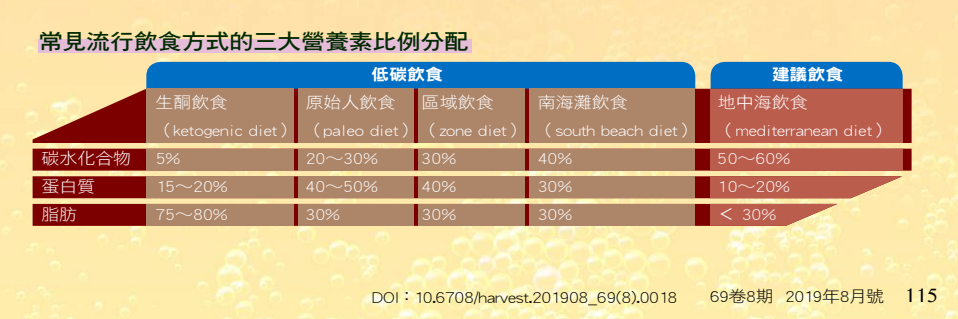 常見流行飲食方式的三大營養素比例分配
低碳飲食 建議飲食
生酮飲食 原始人飲食 區域飲食 南海灘飲食 地中海飲食
（ketogenic diet） （paleo diet） （zone diet） （south beach diet） （mediterranean diet）
碳水化合物 5% 20～30% 30% 40% 50～60%
蛋白質 15～20% 40～50% 40% 30% 10～20%
脂肪 75～80% 30% 30% 30% ＜ 30%
DOI：10.6708/harvest.201908_69(8).0018 69卷8期 2019年8月號 115